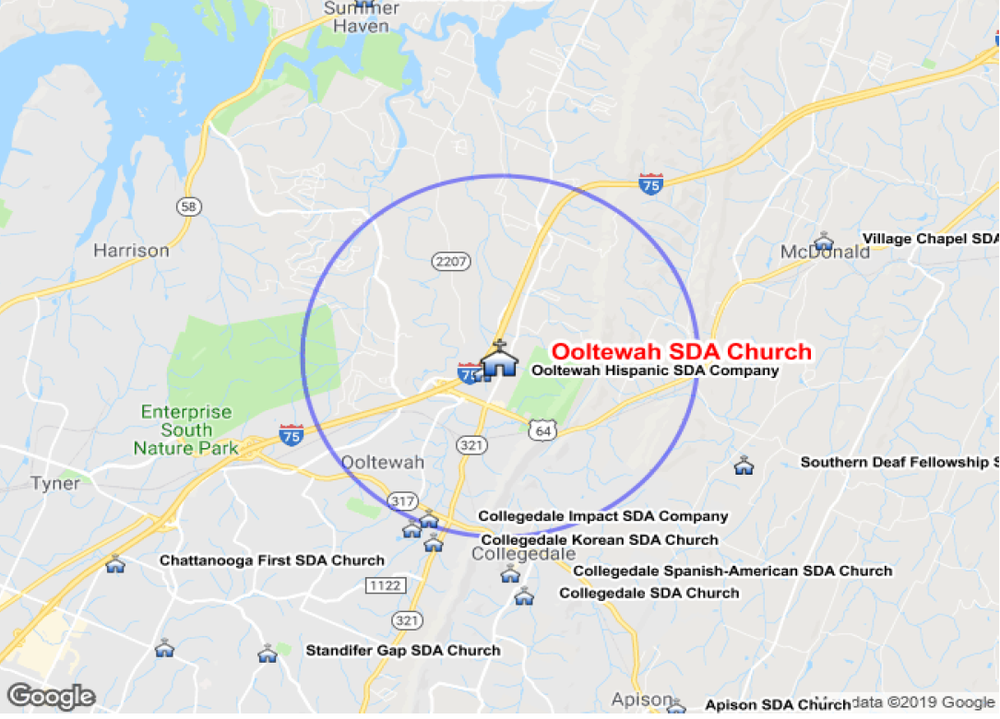 Summer
Haven
75
58
Harrison
2207
Village Chapel SDA
McDonald
Ooltewah SDA Church
Ooltewah Hispanic SDA Company
Enterprise
South
Nature Park
75
64
321
Ooltewah
Southern Deaf Fellowship S
Tyner
317
Collegedale Impact SDA Company
Collegedale Korean SDA Church
Collegedale
Chattanooga First SDA Church
Collegedale Spanish-American SDA Church
1122
Collegedale SDA Church
321
Standifer Gap SDA Church
Google
Apison
Apison SDA Church
data ©2019 Google